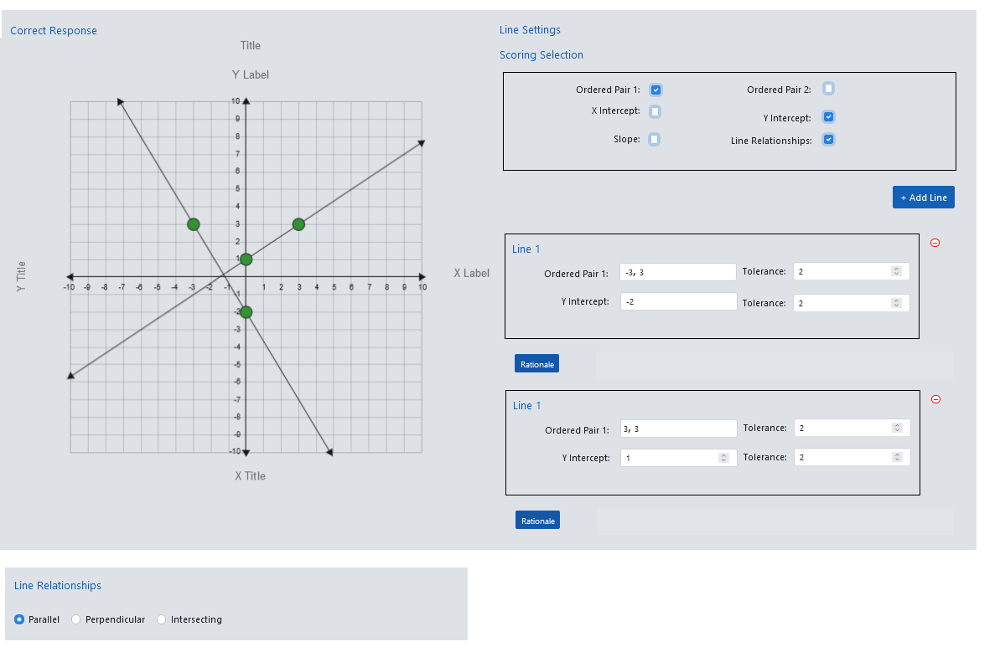 Correct Response
Title
Y Label
10
9
8
7
6
5
4
3
2
1
-10 -9 -8 -7 -6 -5 -4 -3 -2 -1 1 2 3 4 5 6 7 8 9 10
-1
-2
-3
-4
-5
-6
-7
-8
-9
-10
Y Title
X Label
X Title
Line Settings
Scoring Selection
Ordered Pair 1: Ordered Pair 2:
X Intercept: Y Intercept:
Slope: Line Relationships:
+ Add Line
Line 1
Ordered Pair 1: -3, 3 Tolerance: 2
Y Intercept: -2 Tolerance: 2
Rationale
Line 1
Ordered Pair 1: 3, 3 Tolerance: 2
Y Intercept: 1 Tolerance: 2
Rationale
Line Relationships
Parallel Perpendicular Intersecting